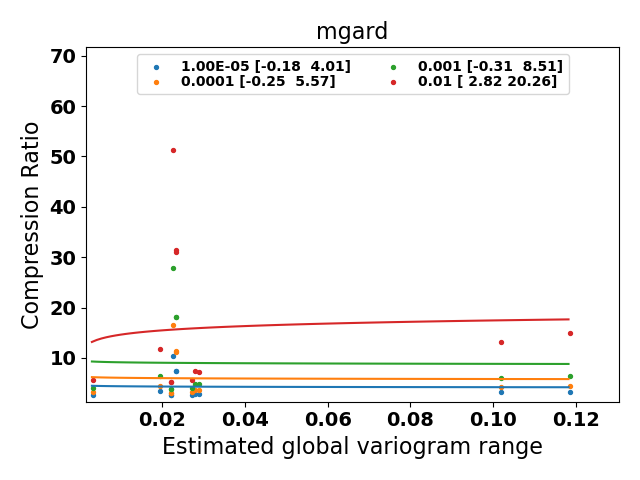 mgard
1.00E-05 [-0.18  4.01]
0.0001 [-0.25  5.57]
0.001 [-0.31  8.51]
0.01 [ 2.82 20.26]
Compression Ratio
70
60
50
40
30
20
10
0.02 0.04 0.06 0.08 0.10 0.12
Estimated global variogram range